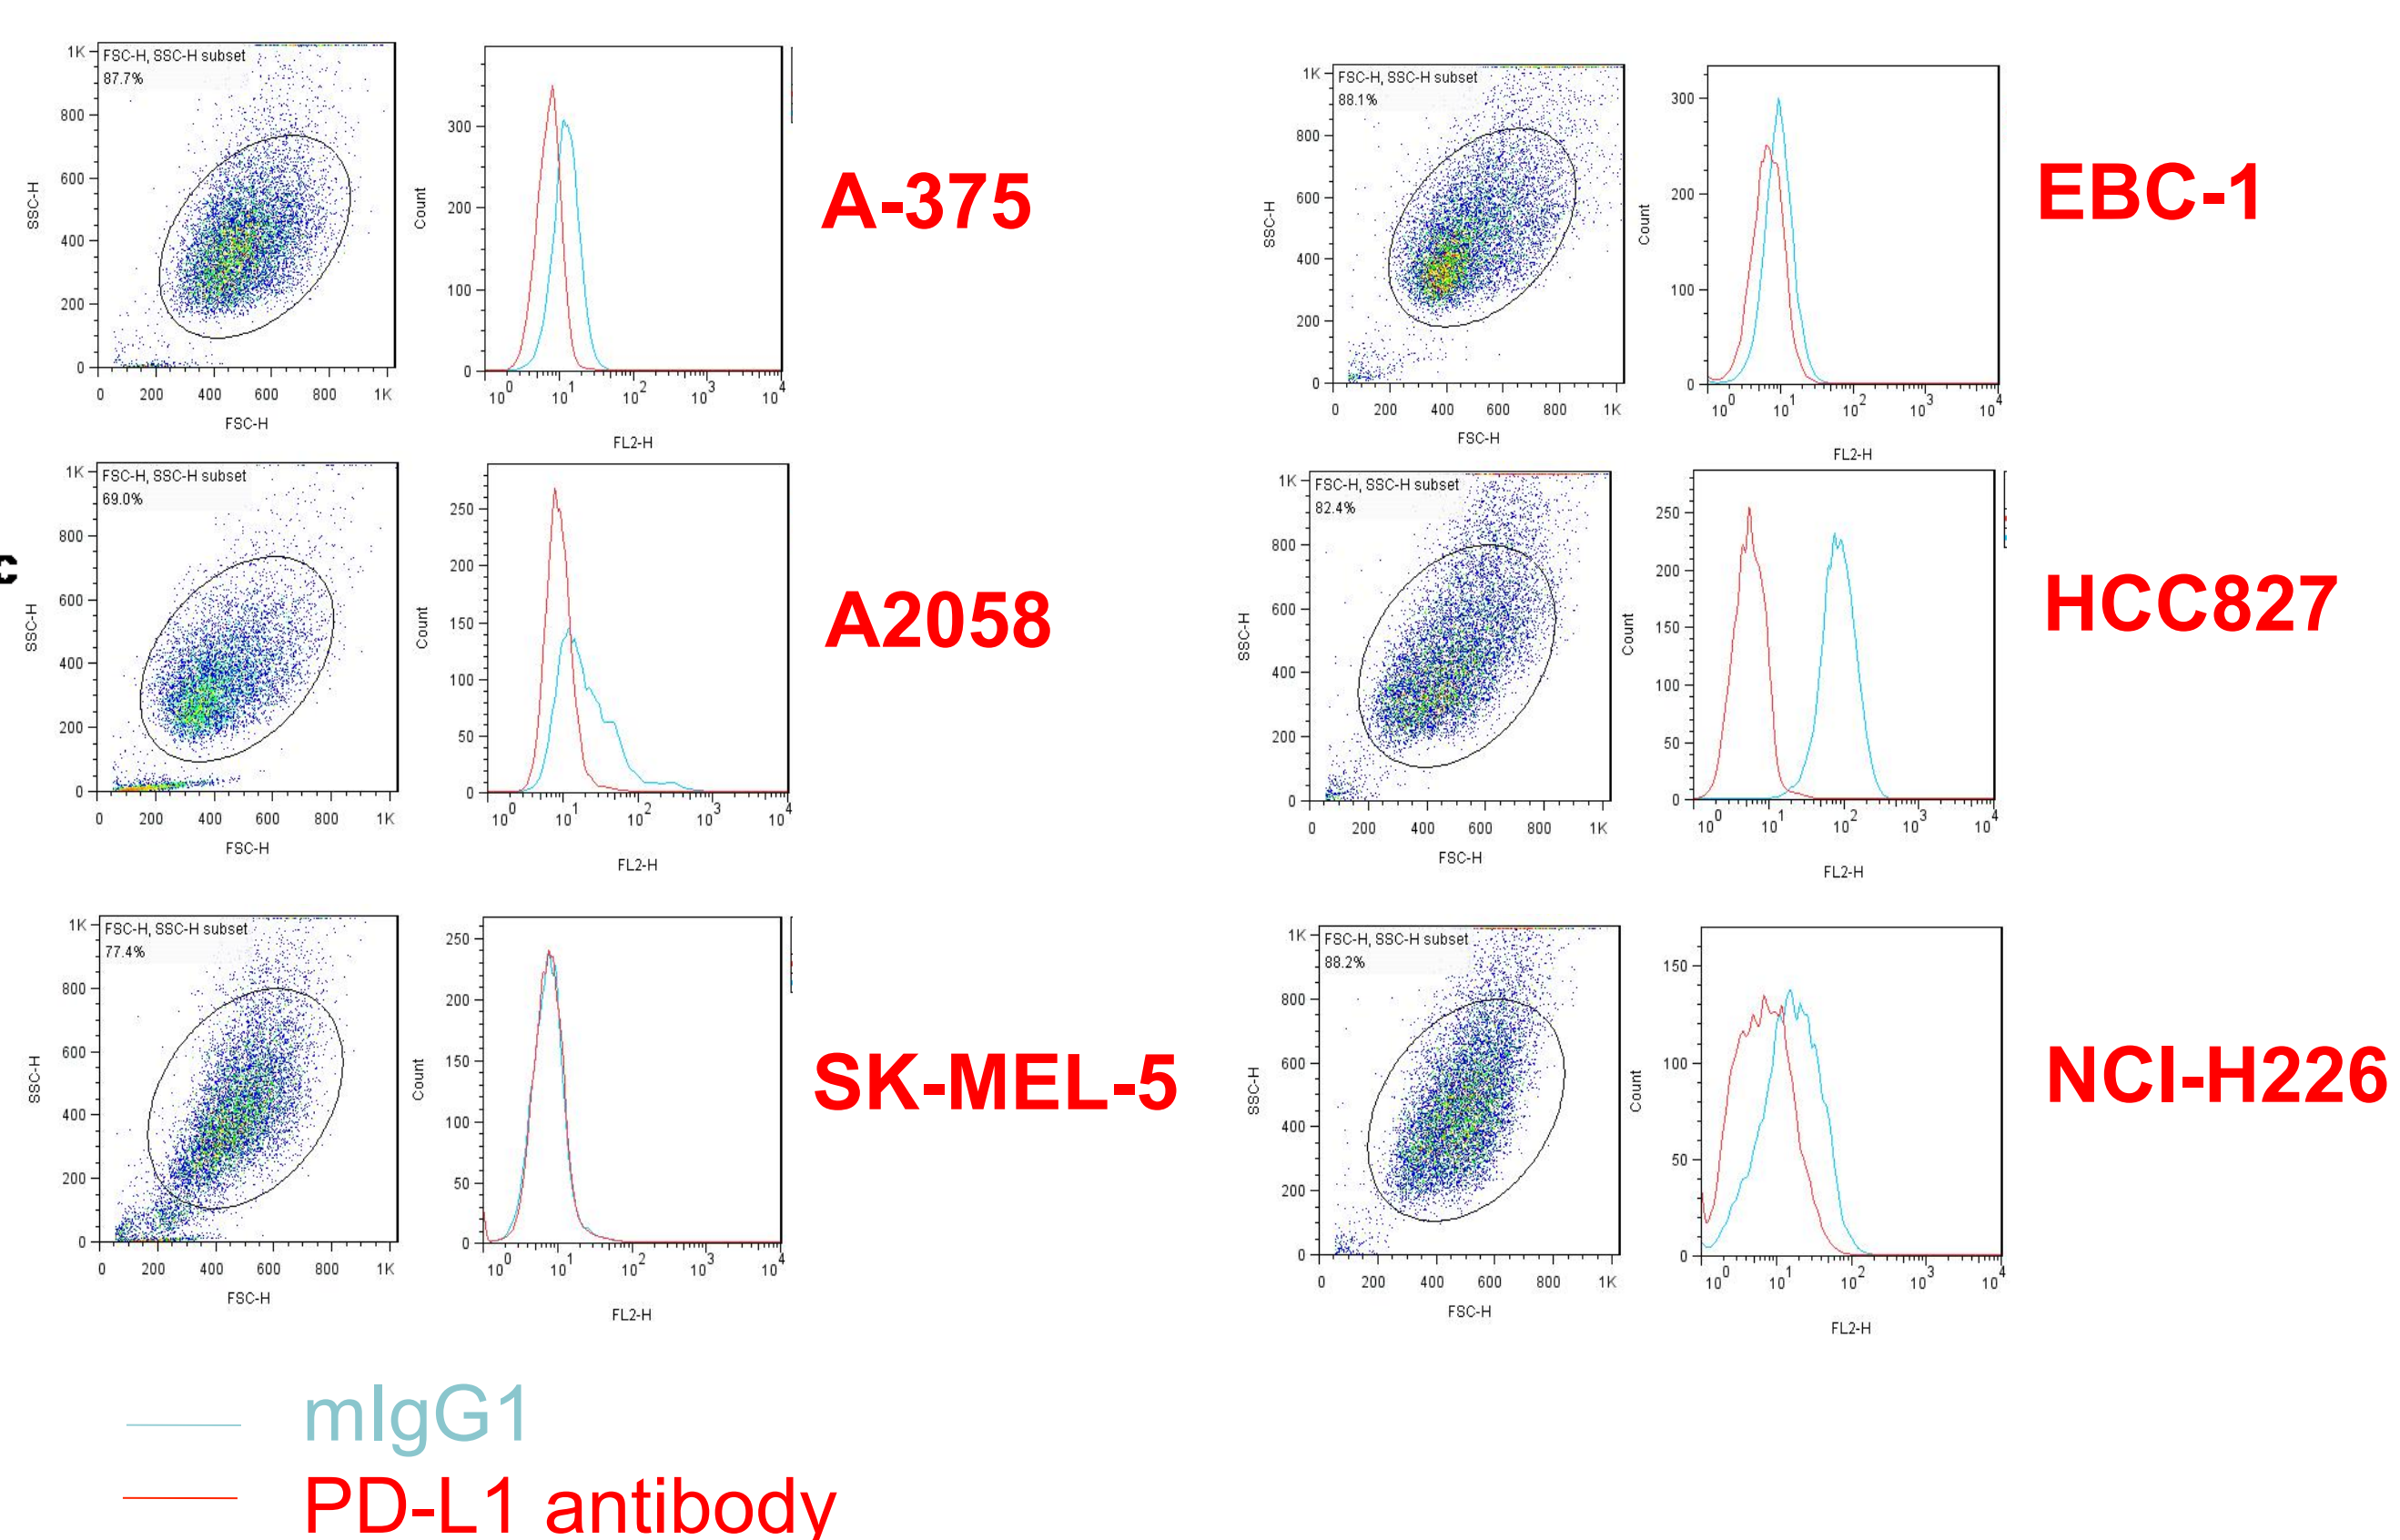 FSC-H, SSC-H subset
87.7%
1K
800
600
400
200
0
SSC-H
0 200 400 600 800 1K
FSC-H
300
200
100
0
Count
10^0 10^1 10^2 10^3 10^4
FL2-H
A-375
FSC-H, SSC-H subset
88.1%
1K
800
600
400
200
0
SSC-H
0 200 400 600 800 1K
FSC-H
300
200
100
0
Count
10^0 10^1 10^2 10^3 10^4
FL2-H
EBC-1
FSC-H, SSC-H subset
69.0%
1K
800
600
400
200
0
SSC-H
0 200 400 600 800 1K
FSC-H
250
200
150
100
50
0
Count
10^0 10^1 10^2 10^3 10^4
FL2-H
A2058
FSC-H, SSC-H subset
82.4%
1K
800
600
400
200
0
SSC-H
0 200 400 600 800 1K
FSC-H
250
200
150
100
50
0
Count
10^0 10^1 10^2 10^3 10^4
FL2-H
HCC827
FSC-H, SSC-H subset
77.4%
1K
800
600
400
200
0
SSC-H
0 200 400 600 800 1K
FSC-H
250
200
150
100
50
0
Count
10^0 10^1 10^2 10^3 10^4
FL2-H
SK-MEL-5
FSC-H, SSC-H subset
88.2%
1K
800
600
400
200
0
SSC-H
0 200 400 600 800 1K
FSC-H
150
100
50
0
Count
10^0 10^1 10^2 10^3 10^4
FL2-H
NCI-H226
mIgG1
PD-L1 antibody